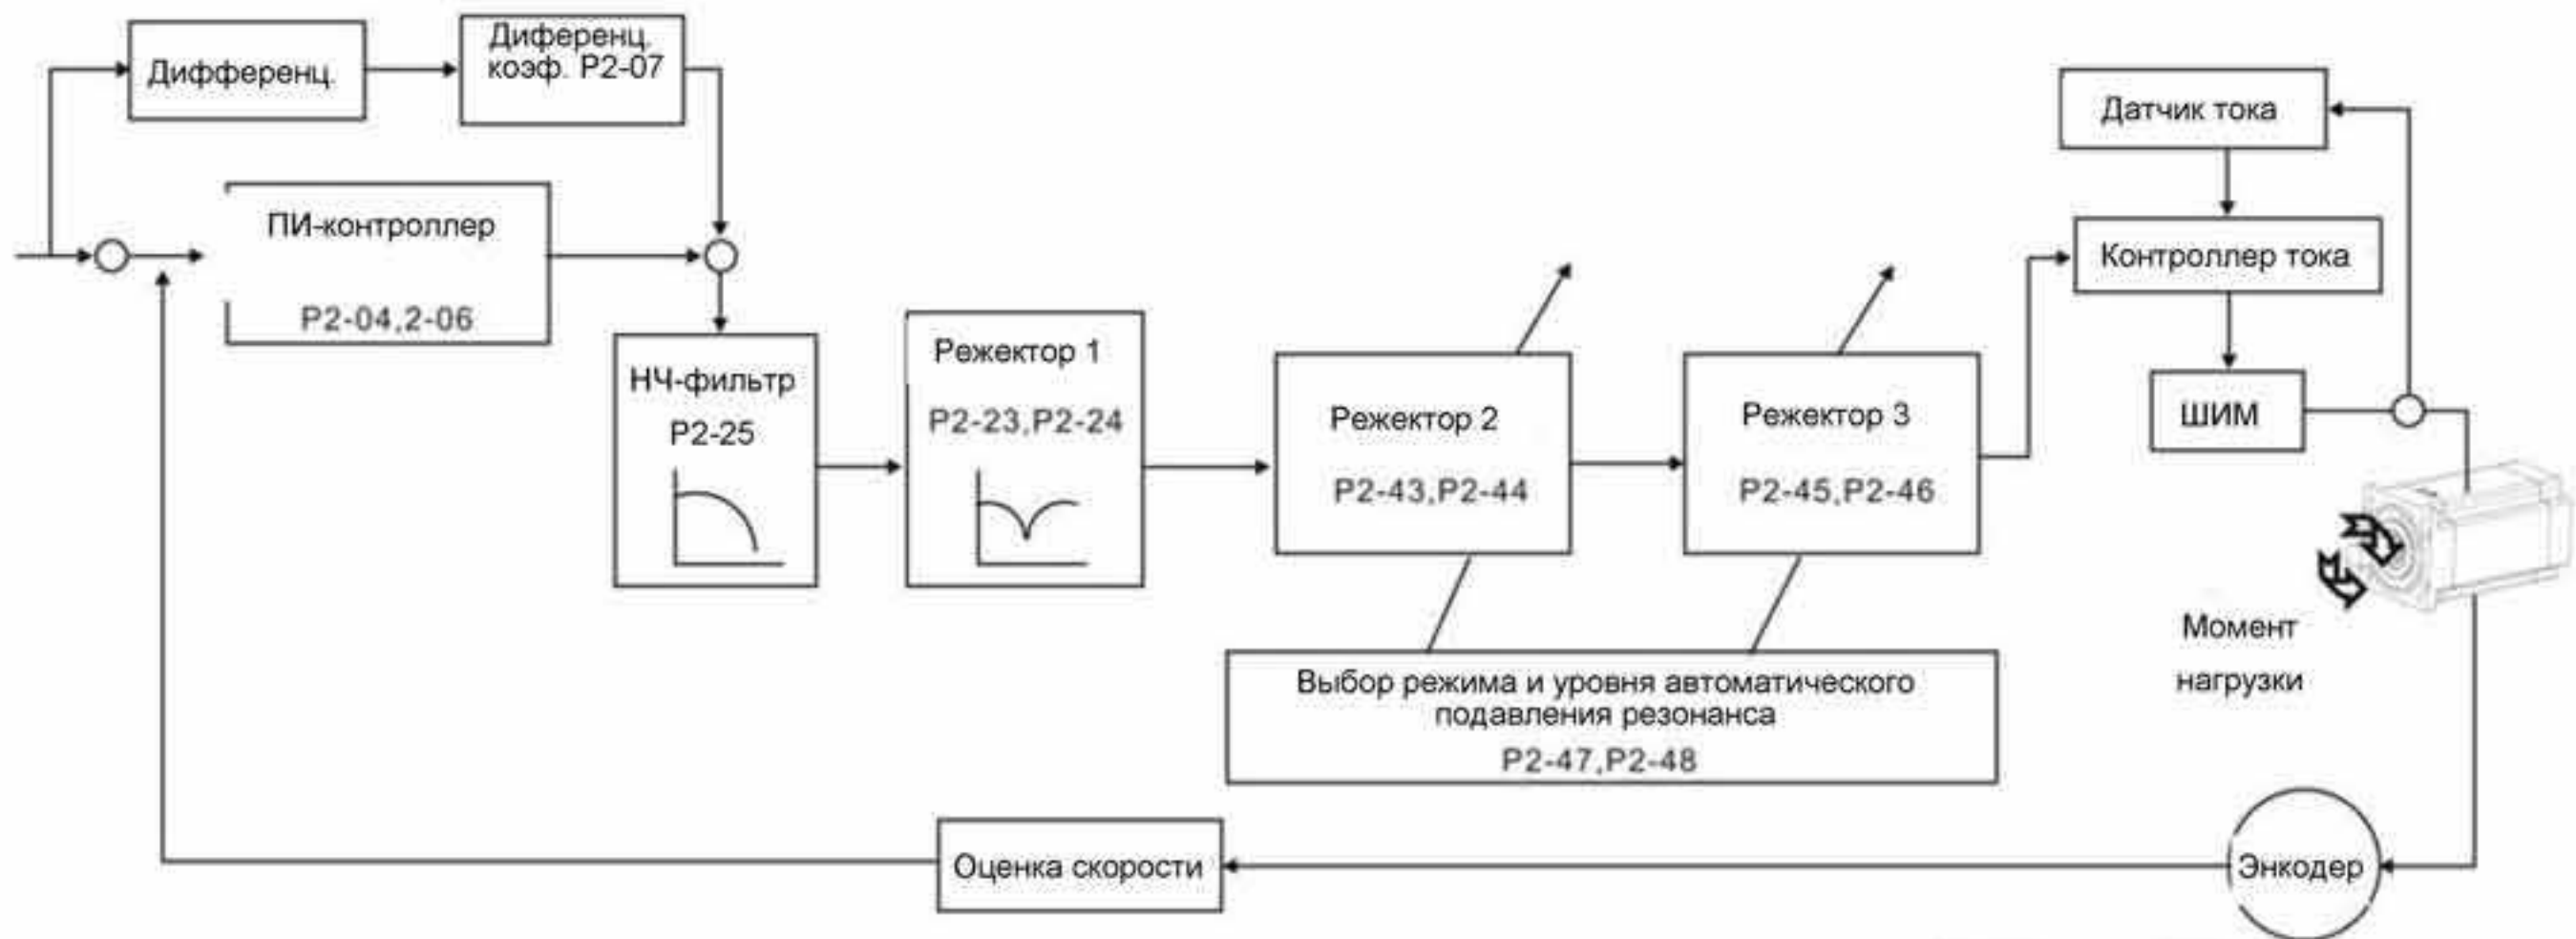 Дифференц.
Диференц.
коэф. P2-07
ПИ-контроллер
P2-04,2-06
НЧ-фильтр
P2-25
Режектор 1
P2-23,P2-24
Режектор 2
P2-43,P2-44
Режектор 3
P2-45,P2-46
Выбор режима и уровня автоматического
подавления резонанса
P2-47,P2-48
Датчик тока
Контроллер тока
ШИМ
Момент
нагрузки
Оценка скорости
Энкодер